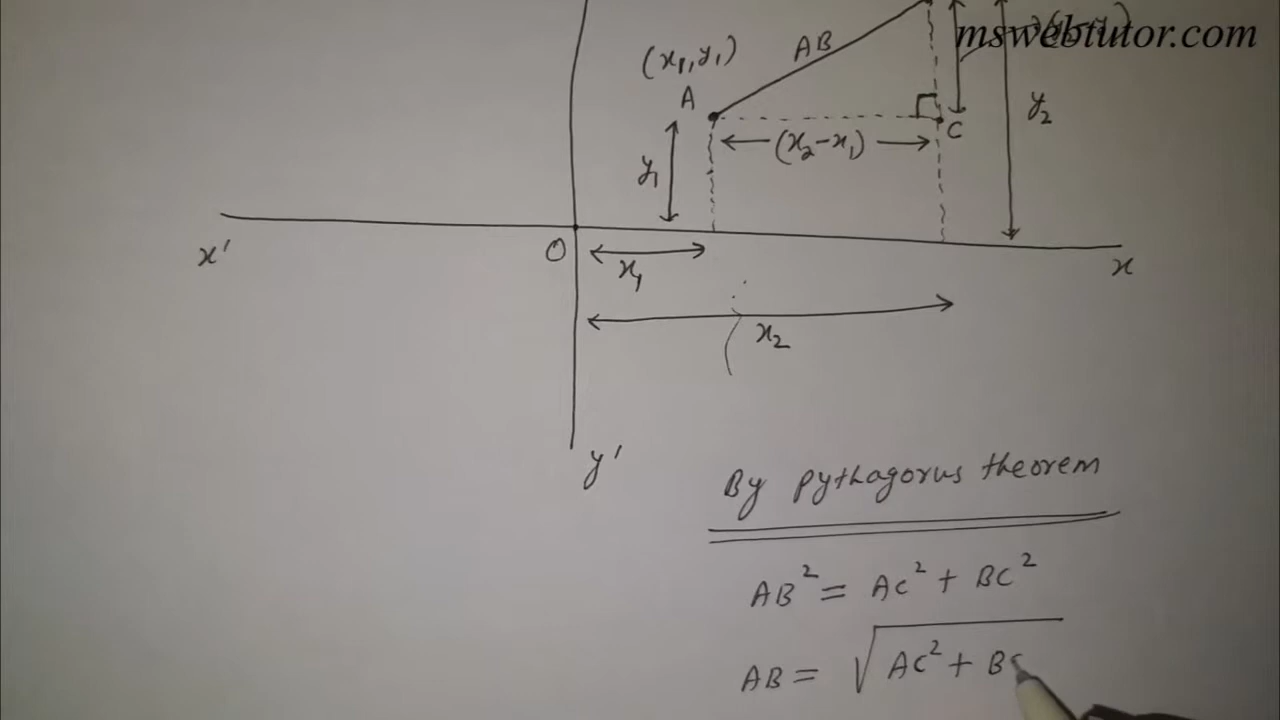 mswebtutor.com
(x₁, y₁)
AB
A
y₂
C
(x₂-x₁)
y₁
x'
O
x₁
x
x₂
y'
By pythagorus theorem
AB² = AC² + BC²
AB = √AC² + BC